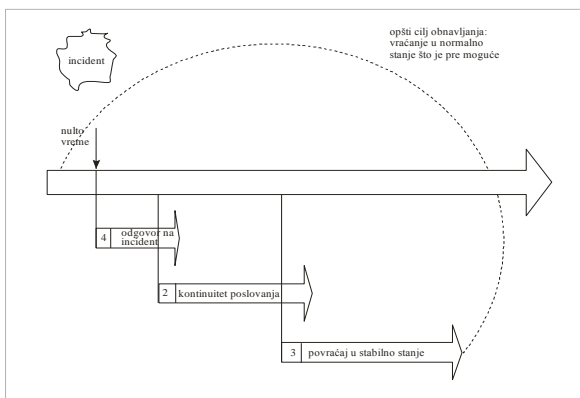 incident
opšti cilj obnavljanja:
vraćanje u normalno
stanje što je pre moguće
nulto
vreme
4 odgovor na
incident
2 kontinuitet poslovanja
3 povraćaj u stabilno stanje